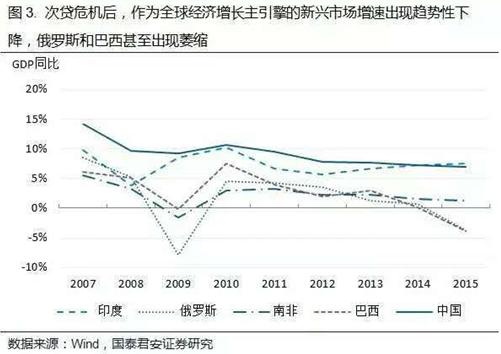 图 3. 次贷危机后，作为全球经济增长主引擎的新兴市场增速出现趋势性下
降，俄罗斯和巴西甚至出现萎缩
GDP同比
20%
15%
10%
5%
0%
-5%
-10%
2007 2008 2009 2010 2011 2012 2013 2014 2015
印度 俄罗斯 南非 巴西 中国
数据来源：Wind，国泰君安证券研究